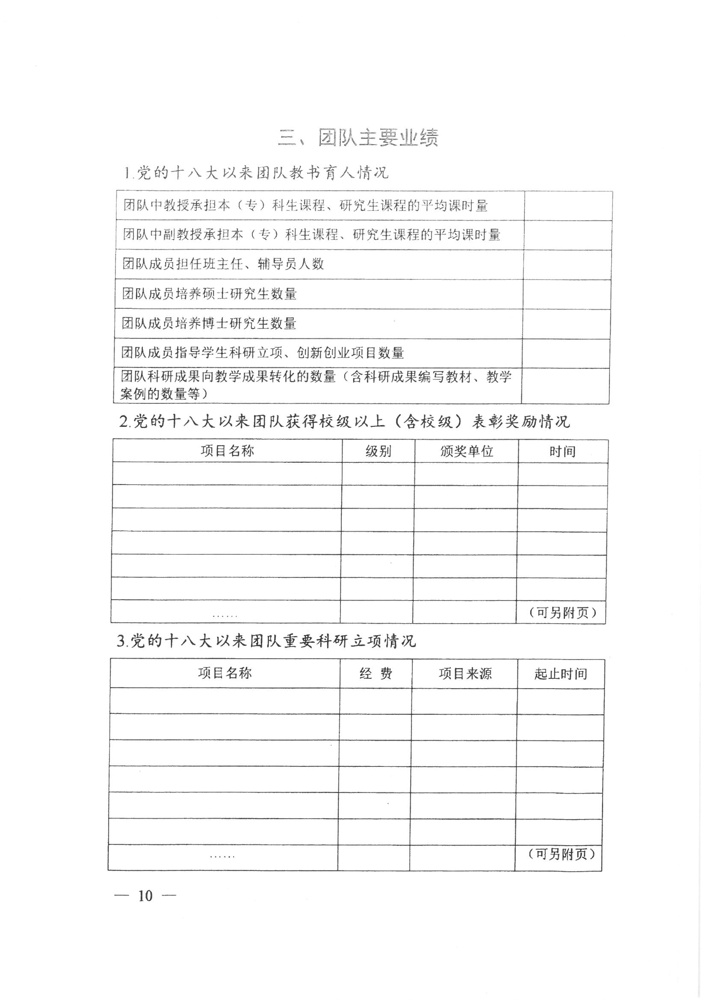 三、团队主要业绩
1.党的十八大以来团队教书育人情况
团队中教授承担本（专）科生课程、研究生课程的平均课时量
团队中副教授承担本（专）科生课程、研究生课程的平均课时量
团队成员担任班主任、辅导员人数
团队成员培养硕士研究生数量
团队成员培养博士研究生数量
团队成员指导学生科研立项、创新创业项目数量
团队科研成果向教学成果转化的数量（含科研成果编写教材、教学
案例的数量等）
2.党的十八大以来团队获得校级以上（含校级）表彰奖励情况
项目名称 级别 颁奖单位 时间
…… （可另附页）
3.党的十八大以来团队重要科研立项情况
项目名称 经 费 项目来源 起止时间
…… （可另附页）
— 10 —